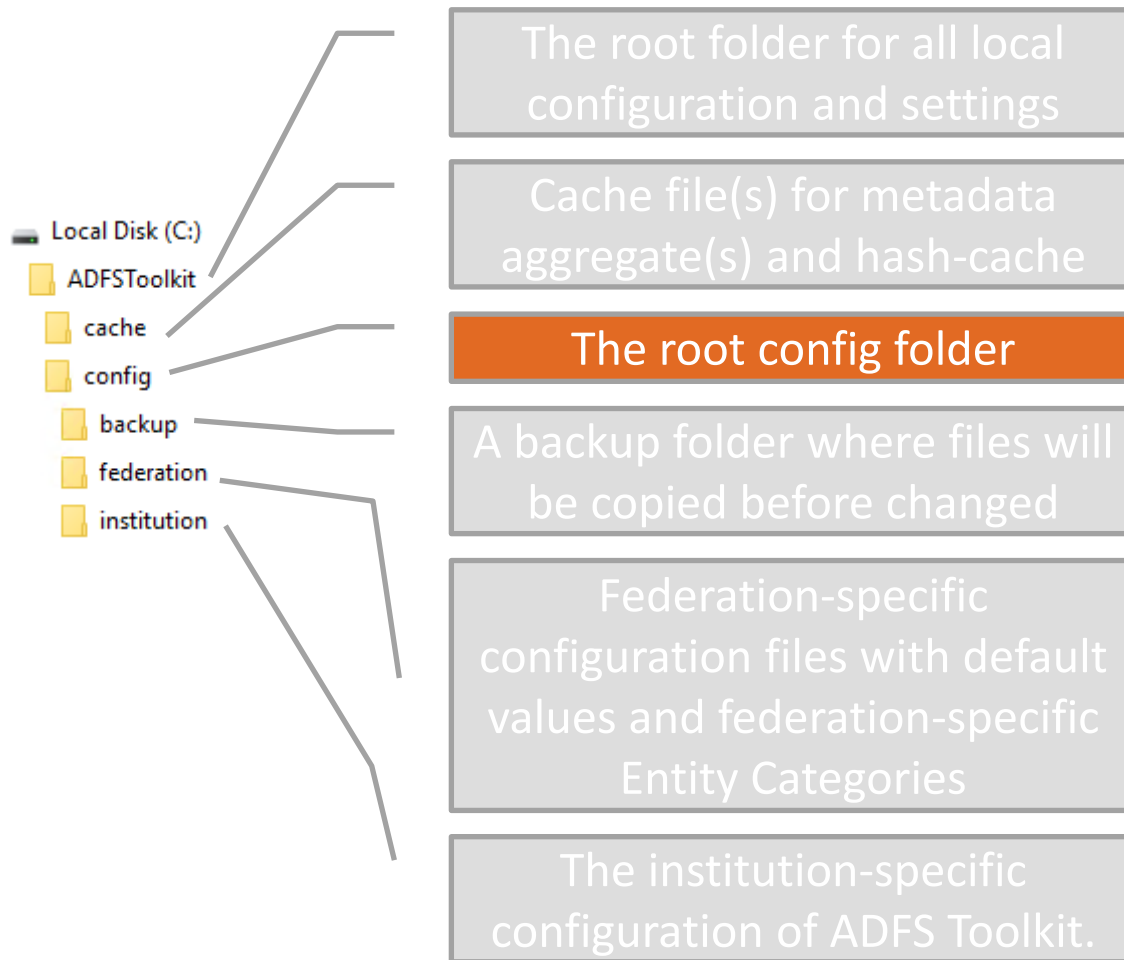 Local Disk (C:)
ADFSToolkit
cache
config
backup
federation
institution
The root folder for all local
configuration and settings
Cache file(s) for metadata
aggregate(s) and hash-cache
The root config folder
A backup folder where files will
be copied before changed
Federation-specific
configuration files with default
values and federation-specific
Entity Categories
The institution-specific
configuration of ADFS Toolkit.